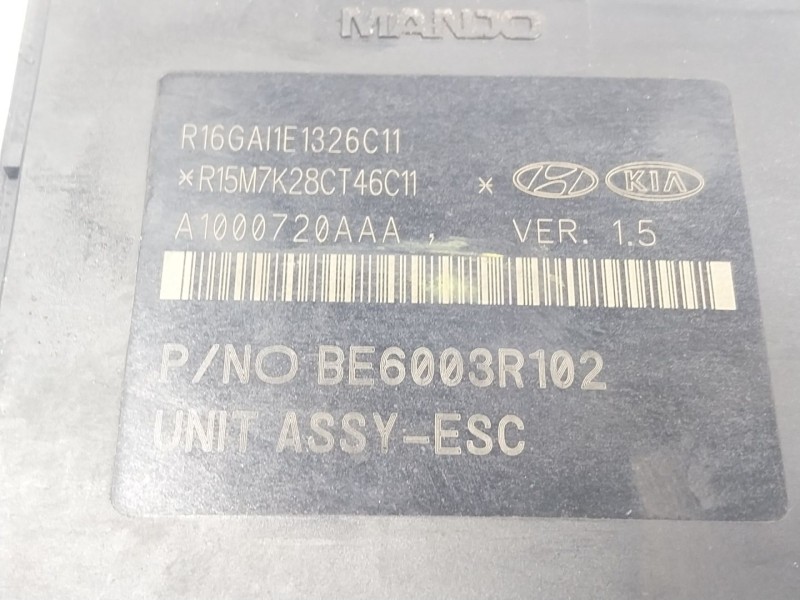 MANDO
R16GAI1E1326C11
*R15M7K28CT46C11 * KIA
A1000720AAA , VER. 1.5
P/NO BE6003R102
UNIT ASSY-ESC